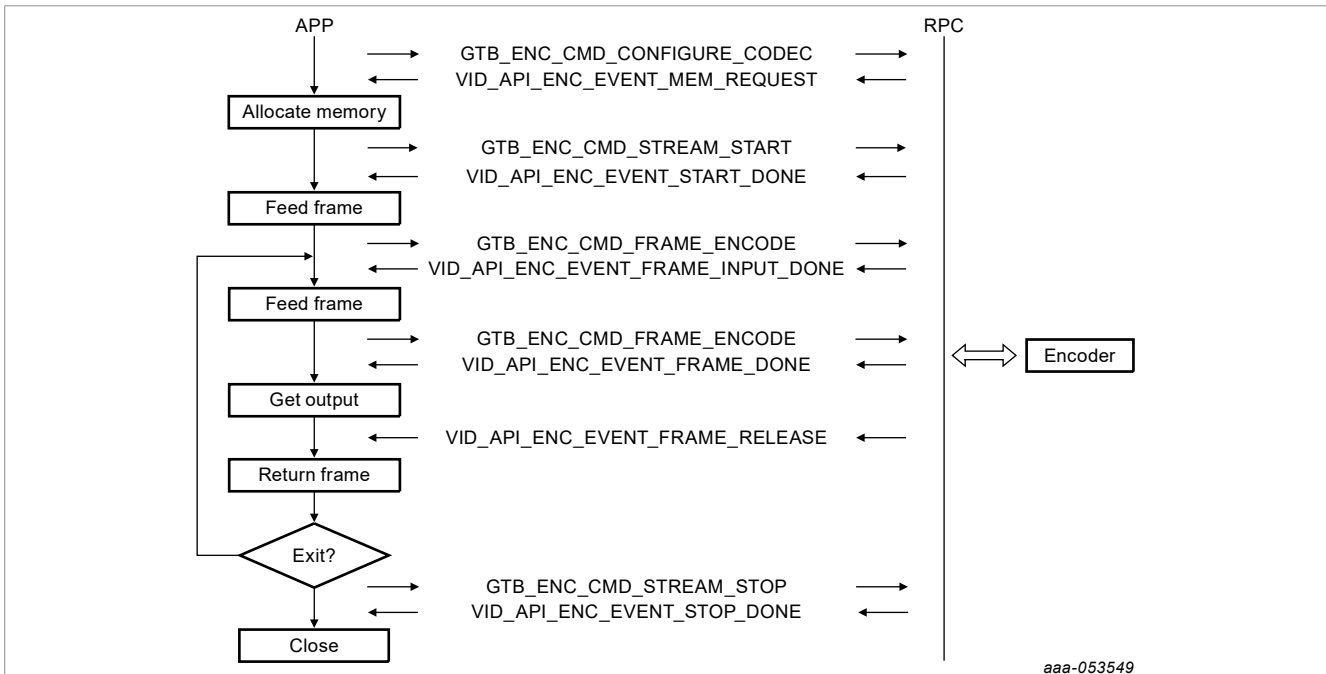 APP
RPC
GTB_ENC_CMD_CONFIGURE_CODEC
VID_API_ENC_EVENT_MEM_REQUEST
Allocate memory
GTB_ENC_CMD_STREAM_START
VID_API_ENC_EVENT_START_DONE
Feed frame
GTB_ENC_CMD_FRAME_ENCODE
VID_API_ENC_EVENT_FRAME_INPUT_DONE
Feed frame
GTB_ENC_CMD_FRAME_ENCODE
VID_API_ENC_EVENT_FRAME_DONE
Encoder
Get output
VID_API_ENC_EVENT_FRAME_RELEASE
Return frame
Exit?
GTB_ENC_CMD_STREAM_STOP
VID_API_ENC_EVENT_STOP_DONE
Close
aaa-053549